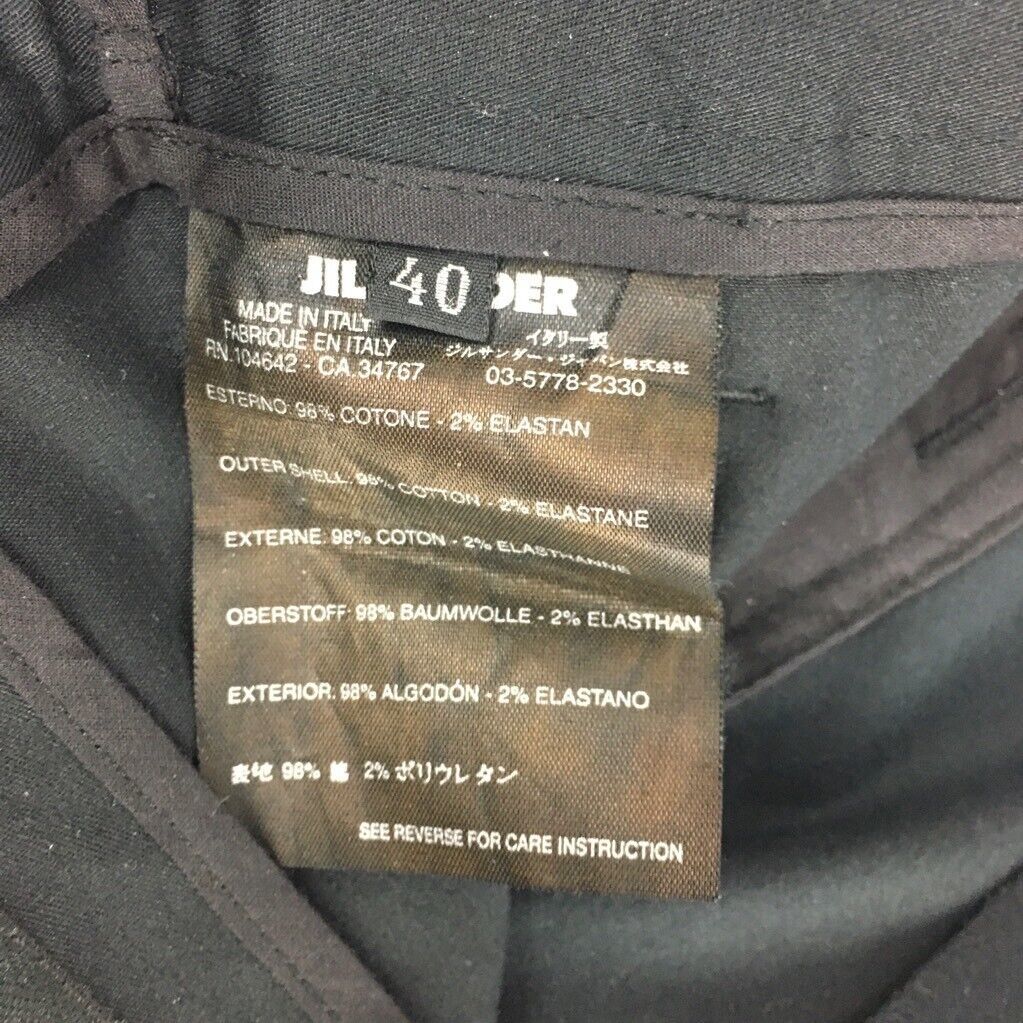 JIL DER
40
MADE IN ITALY
FABRIQUE EN ITALY
RN.104642 - CA.34767
イタリー製
ジルサンダー・ジャパン株式会社
03-5778-2330
ESTERNO: 98% COTONE - 2% ELASTAN
OUTER SHELL: 98% COTTON - 2% ELASTANE
EXTERNE: 98% COTON - 2% ELASTHANNE
OBERSTOFF: 98% BAUMWOLLE - 2% ELASTHAN
EXTERIOR: 98% ALGODÓN - 2% ELASTANO
表地 98% 綿 2% ポリウレタン
SEE REVERSE FOR CARE INSTRUCTION